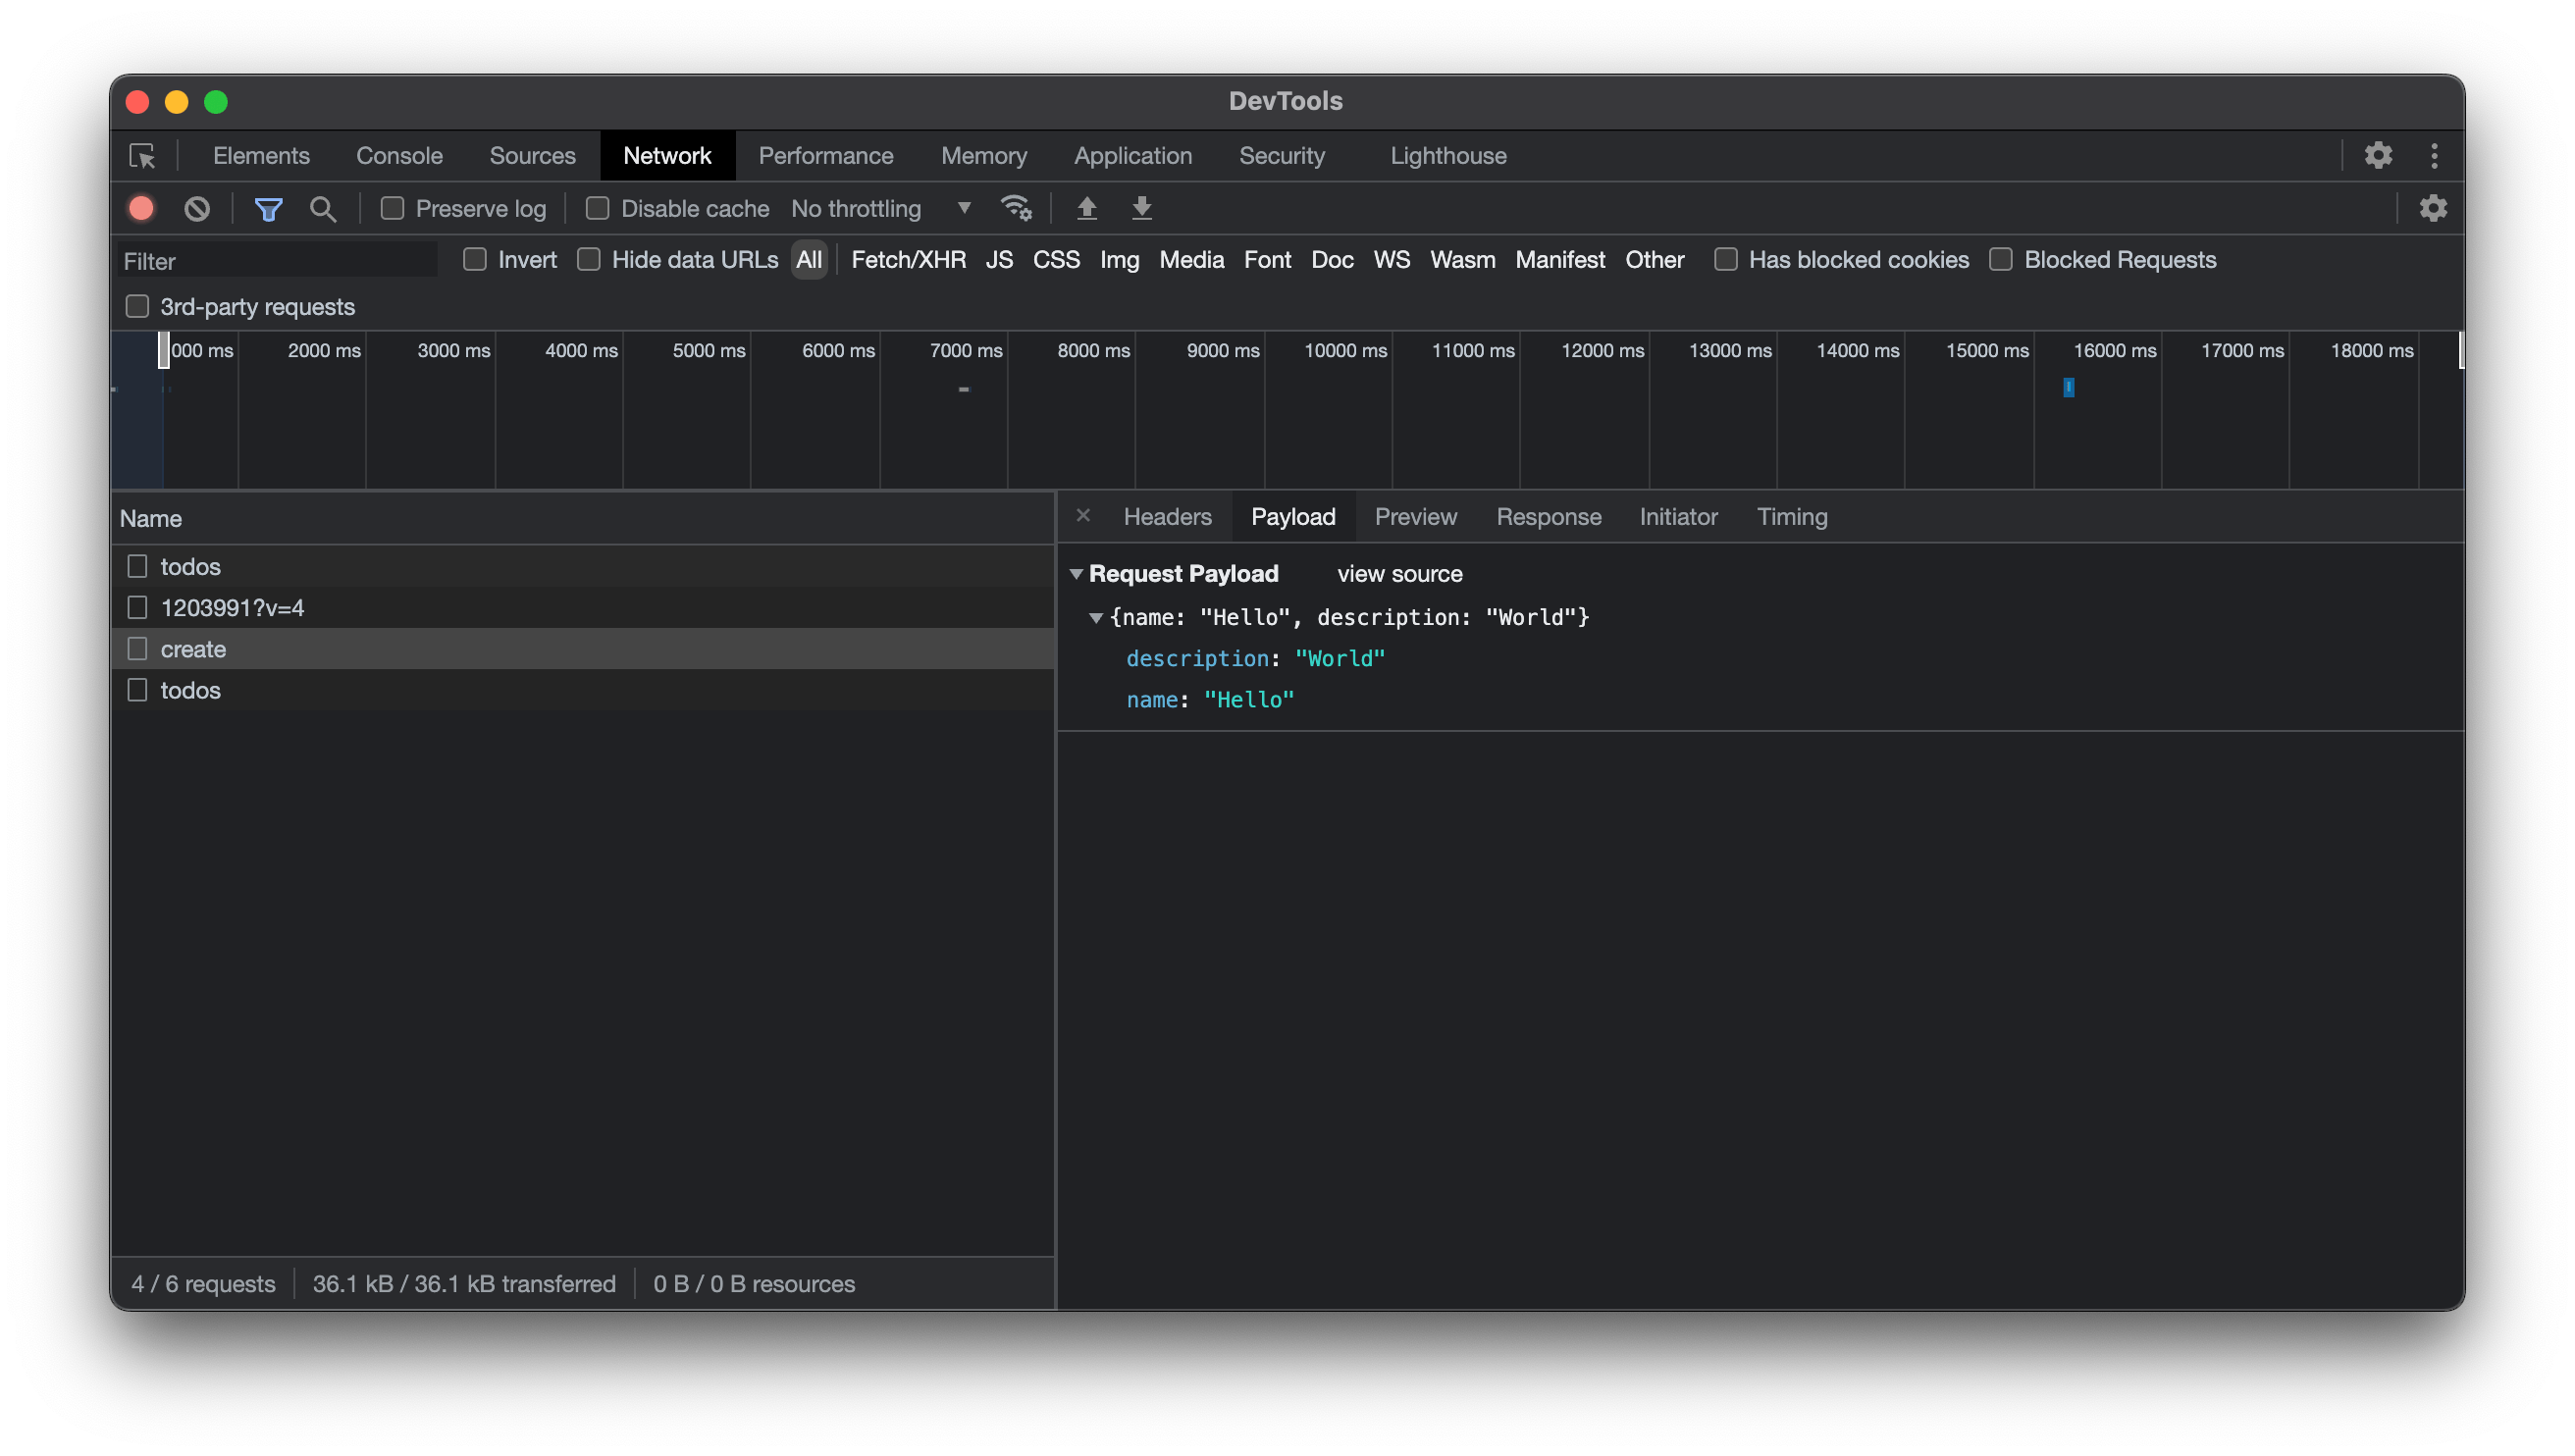 DevTools
Elements Console Sources Network Performance Memory Application Security Lighthouse
Preserve log Disable cache No throttling
Filter Invert Hide data URLs All Fetch/XHR JS CSS Img Media Font Doc WS Wasm Manifest Other Has blocked cookies Blocked Requests
3rd-party requests
000 ms 2000 ms 3000 ms 4000 ms 5000 ms 6000 ms 7000 ms 8000 ms 9000 ms 10000 ms 11000 ms 12000 ms 13000 ms 14000 ms 15000 ms 16000 ms 17000 ms 18000 ms
Name
todos
1203991?v=4
create
todos
4 / 6 requests 36.1 kB / 36.1 kB transferred 0 B / 0 B resources
× Headers Payload Preview Response Initiator Timing
Request Payload view source
{name: "Hello", description: "World"}
description: "World"
name: "Hello"